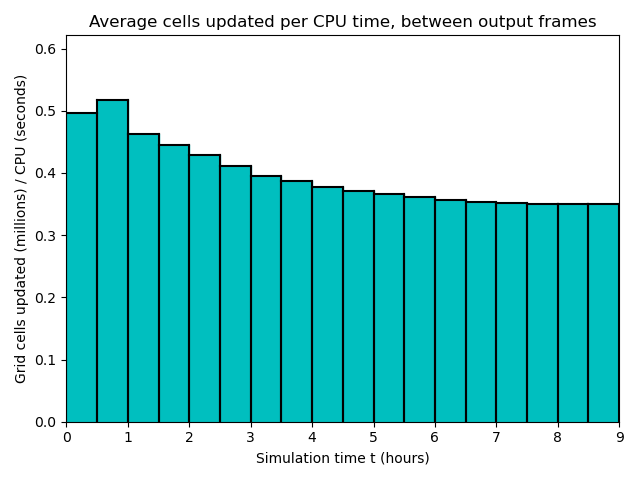 Average cells updated per CPU time, between output frames
Grid cells updated (millions) / CPU (seconds)
0.6
0.5
0.4
0.3
0.2
0.1
0.0
0 1 2 3 4 5 6 7 8 9
Simulation time t (hours)